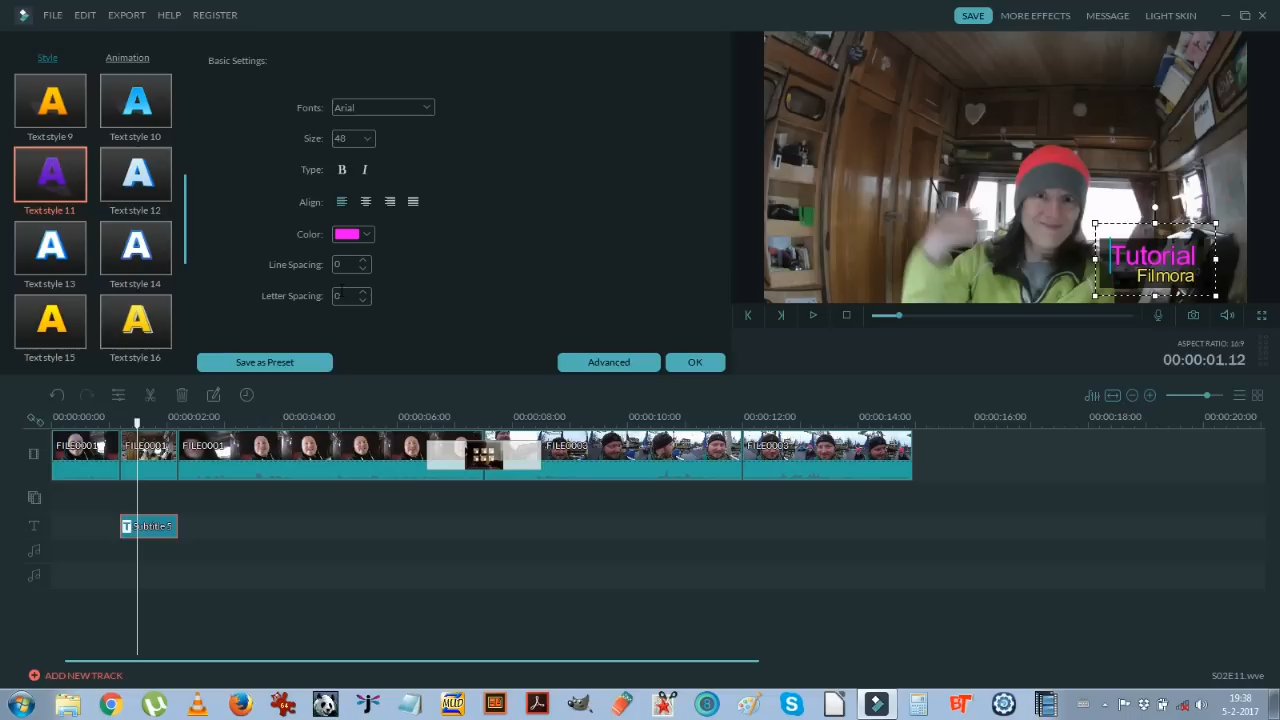 FILE EDIT EXPORT HELP REGISTER SAVE MORE EFFECTS MESSAGE LIGHT SKIN
Style Animation
Text style 9 Text style 10
Text style 11 Text style 12
Text style 13 Text style 14
Text style 15 Text style 16
Basic Settings:
Fonts: Arial
Size: 48
Type: B I
Align:
Color:
Line Spacing: 0
Letter Spacing: 0
Save as Preset Advanced OK
Tutorial
Filmora
ASPECT RATIO: 16:9
00:00:01.12
00:00:00:00 00:00:02:00 00:00:04:00 00:00:06:00 00:00:08:00 00:00:10:00 00:00:12:00 00:00:14:00 00:00:16:00 00:00:18:00 00:00:20:00
FILE0001 FILE0001 FILE0001 FILE0003 FILE0003
T Subtitle 5
T
ADD NEW TRACK
S02E11.wve
19:38
5-2-2017